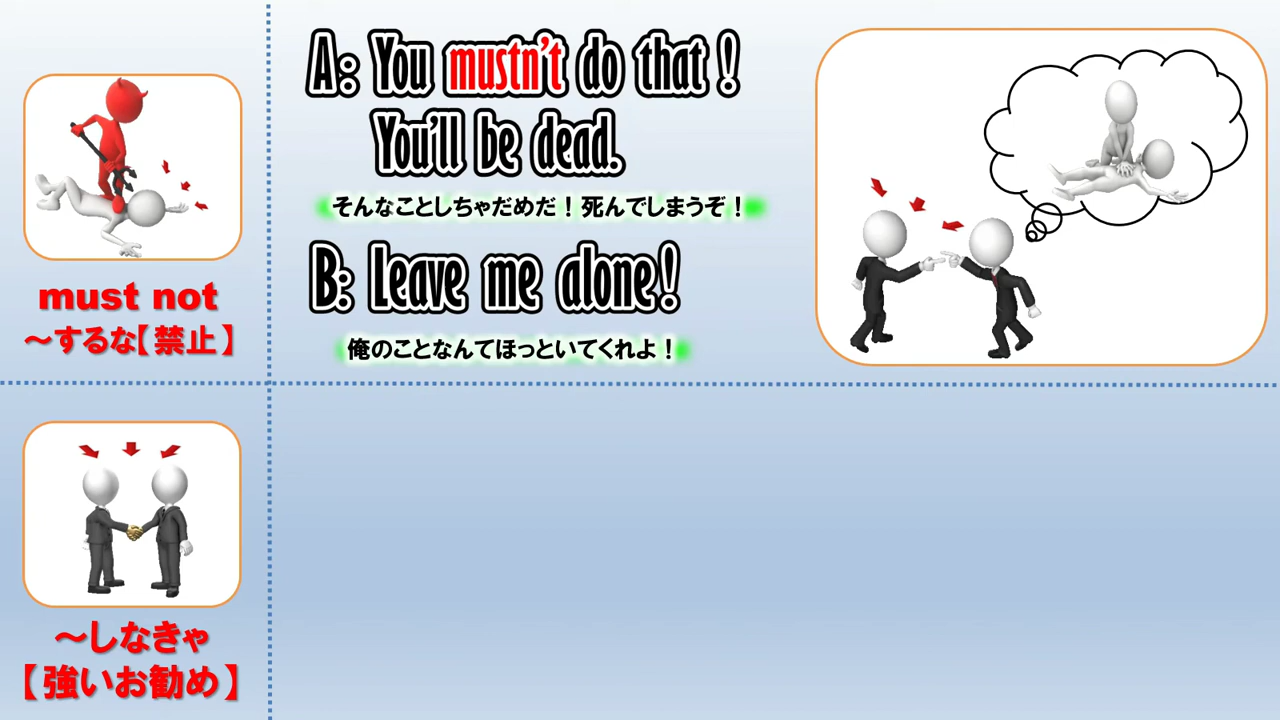 A: You mustn't do that!
You'll be dead.
そんなことしちゃだめだ！死んでしまうぞ！
B: Leave me alone!
俺のことなんてほっといてくれよ！
must not
～するな【禁止】
～しなきゃ
【強いお勧め】